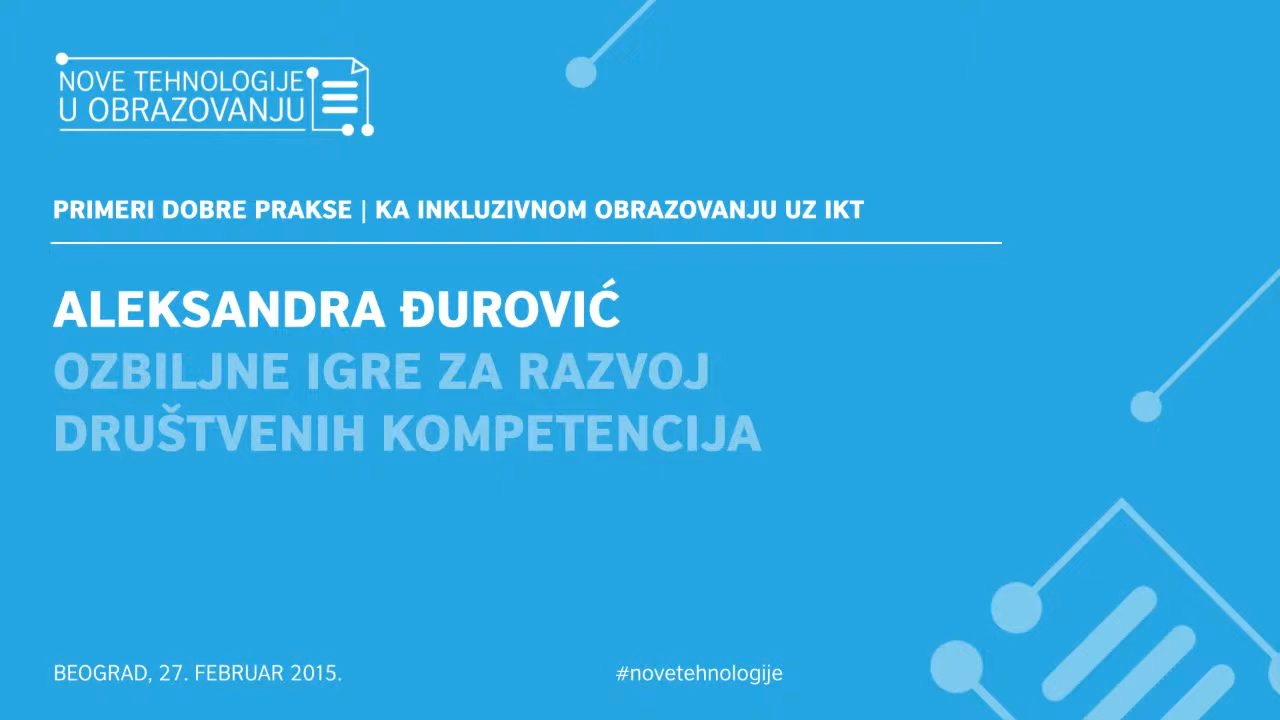 NOVE TEHNOLOGIJE
U OBRAZOVANJU
PRIMERI DOBRE PRAKSE | KA INKLUZIVNOM OBRAZOVANJU UZ IKT
ALEKSANDRA ĐUROVIĆ
OZBILJNE IGRE ZA RAZVOJ
DRUŠTVENIH KOMPETENCIJA
BEOGRAD, 27. FEBRUAR 2015.
#novetehnologije